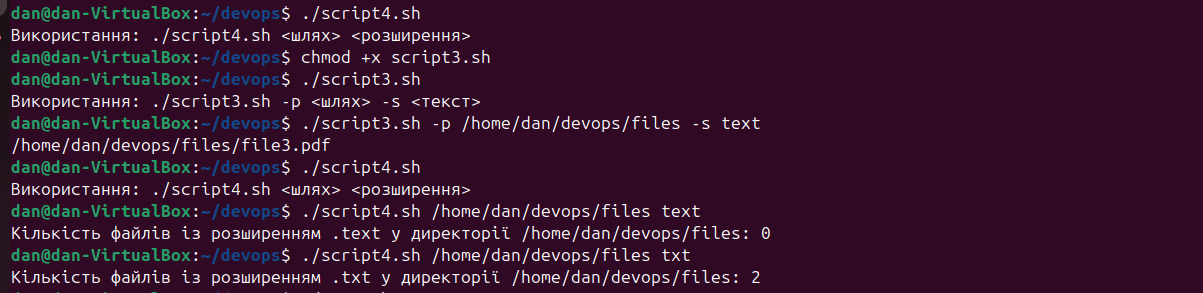 dan@dan-VirtualBox:~/devops$ ./script4.sh
Використання: ./script4.sh <шлях> <розширення>
dan@dan-VirtualBox:~/devops$ chmod +x script3.sh
dan@dan-VirtualBox:~/devops$ ./script3.sh
Використання: ./script3.sh -p <шлях> -s <текст>
dan@dan-VirtualBox:~/devops$ ./script3.sh -p /home/dan/devops/files -s text
/home/dan/devops/files/file3.pdf
dan@dan-VirtualBox:~/devops$ ./script4.sh
Використання: ./script4.sh <шлях> <розширення>
dan@dan-VirtualBox:~/devops$ ./script4.sh /home/dan/devops/files text
Кількість файлів із розширенням .text у директорії /home/dan/devops/files: 0
dan@dan-VirtualBox:~/devops$ ./script4.sh /home/dan/devops/files txt
Кількість файлів із розширенням .txt у директорії /home/dan/devops/files: 2